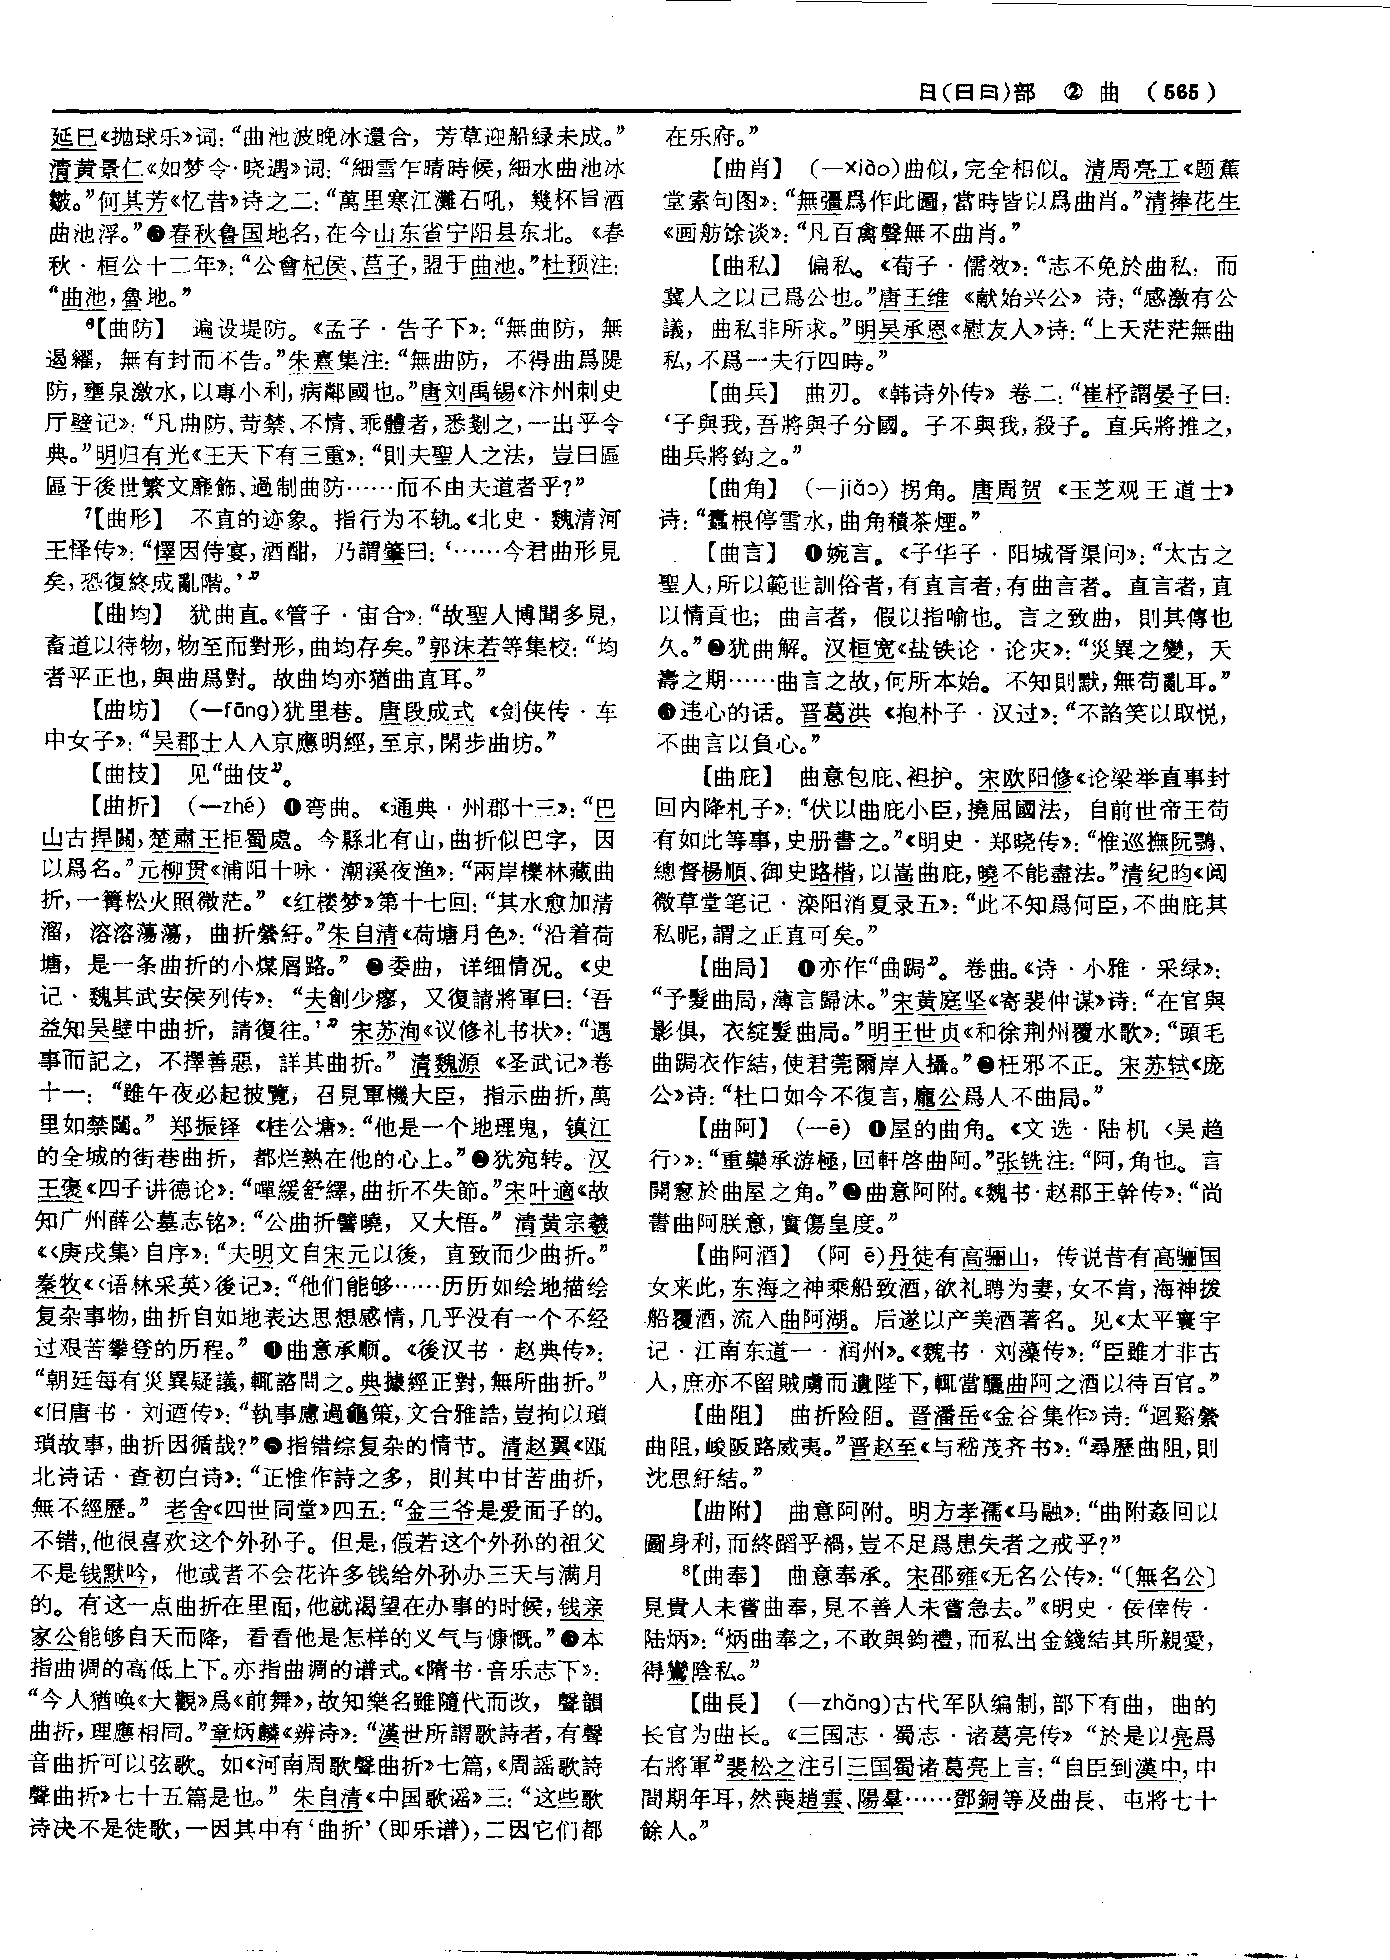 日(日曰)部　② 曲　(565)
延巳《抛球乐》词：“曲池波晚冰還合，芳草迎船緑未成。”
清黄景仁《如梦令·晓遇》词：“細雪乍晴時候，細水曲池冰
皺。”何其芳《忆昔》诗之二：“萬里寒江灘石吼，幾杯旨酒
曲池浮。”❸春秋鲁国地名，在今山东省宁阳县东北。《春
秋·桓公十二年》：“公會杞侯、莒子，盟于曲池。”杜预注：
“曲池，魯地。”
⁶【曲防】　遍设堤防。《孟子·告子下》：“無曲防，無
遏糴，無有封而不告。”朱熹集注：“無曲防，不得曲爲隄
防，壅泉激水，以專小利，病鄰國也。”唐刘禹锡《汴州刺史
厅壁记》：“凡曲防、苛禁、不情、乖體者，悉剗之，一出乎令
典。”明归有光《王天下有三重》：“則夫聖人之法，豈曰區
區于後世繁文靡飾、過制曲防……而不由夫道者乎？”
⁷【曲形】　不直的迹象。指行为不轨。《北史·魏清河
王怿传》：“懌因侍宴，酒酣，乃謂肇曰：‘……今君曲形見
矣，恐復終成亂階。’”
【曲均】　犹曲直。《管子·宙合》：“故聖人博聞多見，
畜道以待物，物至而對形，曲均存矣。”郭沫若等集校：“均
者平正也，與曲爲對。故曲均亦猶曲直耳。”
【曲坊】　(—fāng)犹里巷。唐段成式《剑侠传·车
中女子》：“吴郡士人入京應明經，至京，閑步曲坊。”
【曲技】　见“曲伎”。
【曲折】　(—zhé)　❶弯曲。《通典·州郡十三》：“巴
山古捍關，楚肅王拒蜀處。今縣北有山，曲折似巴字，因
以爲名。”元柳贯《浦阳十咏·潮溪夜渔》：“兩岸櫟林藏曲
折，一篝松火照微茫。”《红楼梦》第十七回：“其水愈加清
溜，溶溶蕩蕩，曲折縈紆。”朱自清《荷塘月色》：“沿着荷
塘，是一条曲折的小煤屑路。”❷委曲，详细情况。《史
记·魏其武安侯列传》：“夫創少瘳，又復請將軍曰：‘吾
益知吴壁中曲折，請復往。’”宋苏洵《议修礼书状》：“遇
事而記之，不擇善惡，詳其曲折。”清魏源《圣武记》卷
十一：“雖午夜必起披覽，召見軍機大臣，指示曲折，萬
里如禁闥。”郑振铎《桂公塘》：“他是一个地理鬼，镇江
的全城的街巷曲折，都烂熟在他的心上。”❸犹宛转。汉
王褒《四子讲德论》：“嘽緩舒繹，曲折不失節。”宋叶適《故
知广州薛公墓志铭》：“公曲折譬曉，又大悟。”清黄宗羲
《〈庚戌集〉自序》：“夫明文自宋元以後，直致而少曲折。”
秦牧《〈语林采英〉後记》：“他们能够……历历如绘地描绘
复杂事物，曲折自如地表达思想感情，几乎没有一个不经
过艰苦攀登的历程。”❹曲意承顺。《後汉书·赵典传》：
“朝廷每有災異疑議，輒諮問之。典據經正對，無所曲折。”
《旧唐书·刘迺传》：“執事慮過龜策，文合雅誥，豈拘以瑣
瑣故事，曲折因循哉？”❺指错综复杂的情节。清赵翼《瓯
北诗话·查初白诗》：“正惟作詩之多，則其中甘苦曲折，
無不經歷。”老舍《四世同堂》四五：“金三爷是爱面子的。
不错，他很喜欢这个外孙子。但是，假若这个外孙的祖父
不是钱默吟，他或者不会花许多钱给外孙办三天与满月
的。有这一点曲折在里面，他就渴望在办事的时候，钱亲
家公能够自天而降，看看他是怎样的义气与慷慨。”❻本
指曲调的高低上下。亦指曲调的谱式。《隋书·音乐志下》：
“今人猶唤《大觀》爲《前舞》，故知樂名雖隨代而改，聲韻
曲折，理應相同。”章炳麟《辨诗》：“漢世所謂歌詩者，有聲
音曲折可以弦歌。如《河南周歌聲曲折》七篇，《周謡歌詩
聲曲折》七十五篇是也。”朱自清《中国歌谣》三：“这些歌
诗决不是徒歌，一因其中有‘曲折’(即乐谱)，二因它们都
在乐府。”
【曲肖】　(—xiào)曲似，完全相似。清周亮工《题蕉
堂索句图》：“無彊爲作此圖，當時皆以爲曲肖。”清捧花生
《画舫馀谈》：“凡百禽聲無不曲肖。”
【曲私】　偏私。《荀子·儒效》：“志不免於曲私，而
冀人之以己爲公也。”唐王维《献始兴公》诗：“感激有公
議，曲私非所求。”明吴承恩《慰友人》诗：“上天茫茫無曲
私，不爲一夫行四時。”
【曲兵】　曲刃。《韩诗外传》卷二：“崔杼謂晏子曰：
‘子與我，吾將與子分國。子不與我，殺子。直兵將推之，
曲兵將鈎之。”
【曲角】　(—jiǎo)　拐角。唐周贺《玉芝观王道士》
诗：“蠹根停雪水，曲角積茶煙。”
【曲言】　❶婉言。《子华子·阳城胥渠问》：“太古之
聖人，所以範世訓俗者，有直言者，有曲言者。直言者，直
以情貢也；曲言者，假以指喻也。言之致曲，則其傳也
久。”❷犹曲解。汉桓宽《盐铁论·论灾》：“災異之變，夭
壽之期……曲言之故，何所本始。不知則默，無苟亂耳。”
❸违心的话。晋葛洪《抱朴子·汉过》：“不諂笑以取悦，
不曲言以負心。”
【曲庇】　曲意包庇、袒护。宋欧阳修《论梁举直事封
回内降札子》：“伏以曲庇小臣，撓屈國法，自前世帝王苟
有如此等事，史册書之。”《明史·郑晓传》：“惟巡撫阮鶚、
總督楊順、御史路楷，以嵩曲庇，曉不能盡法。”清纪昀《阅
微草堂笔记·滦阳消夏录五》：“此不知爲何臣，不曲庇其
私昵，謂之正直可矣。”
【曲局】　❶亦作“曲跼”。卷曲。《诗·小雅·采绿》：
“予髮曲局，薄言歸沐。”宋黄庭坚《寄裴仲谋》诗：“在官與
影俱，衣綻髮曲局。”明王世贞《和徐荆州覆水歌》：“頭毛
曲跼衣作結，使君莞爾岸人攝。”❷枉邪不正。宋苏轼《庞
公》诗：“杜口如今不復言，龐公爲人不曲局。”
【曲阿】　(—ē)　❶屋的曲角。《文选·陆机〈吴趋
行〉》：“重欒承游極，回軒啓曲阿。”张铣注：“阿，角也。言
開窗於曲屋之角。”❷曲意阿附。《魏书·赵郡王幹传》：“尚
書曲阿朕意，實傷皇度。”
【曲阿酒】　(阿 ē)丹徒有高骊山，传说昔有高骊国
女来此，东海之神乘船致酒，欲礼聘为妻，女不肯，海神拨
船覆酒，流入曲阿湖。后遂以产美酒著名。见《太平寰宇
记·江南东道一·润州》。《魏书·刘藻传》：“臣雖才非古
人，庶亦不留賊虜而遺陛下，輒當釃曲阿之酒以待百官。”
【曲阻】　曲折险阻。晋潘岳《金谷集作》诗：“迴谿縈
曲阻，峻阪路威夷。”晋赵至《与嵇茂齐书》：“尋歷曲阻，則
沈思紆結。”
【曲附】　曲意阿附。明方孝孺《马融》：“曲附姦回以
圖身利，而終蹈乎禍，豈不足爲患失者之戒乎？”
⁸【曲奉】　曲意奉承。宋邵雍《无名公传》：“〔無名公〕
見貴人未嘗曲奉，見不善人未嘗急去。”《明史·佞倖传·
陆炳》：“炳曲奉之，不敢與鈞禮，而私出金錢結其所親愛，
得鸞陰私。”
【曲長】　(—zhǎng)古代军队编制，部下有曲，曲的
长官为曲长。《三国志·蜀志·诸葛亮传》“於是以亮爲
右將軍”裴松之注引三国蜀诸葛亮上言：“自臣到漢中，中
間期年耳，然喪趙雲、陽羣……鄧銅等及曲長、屯將七十
餘人。”